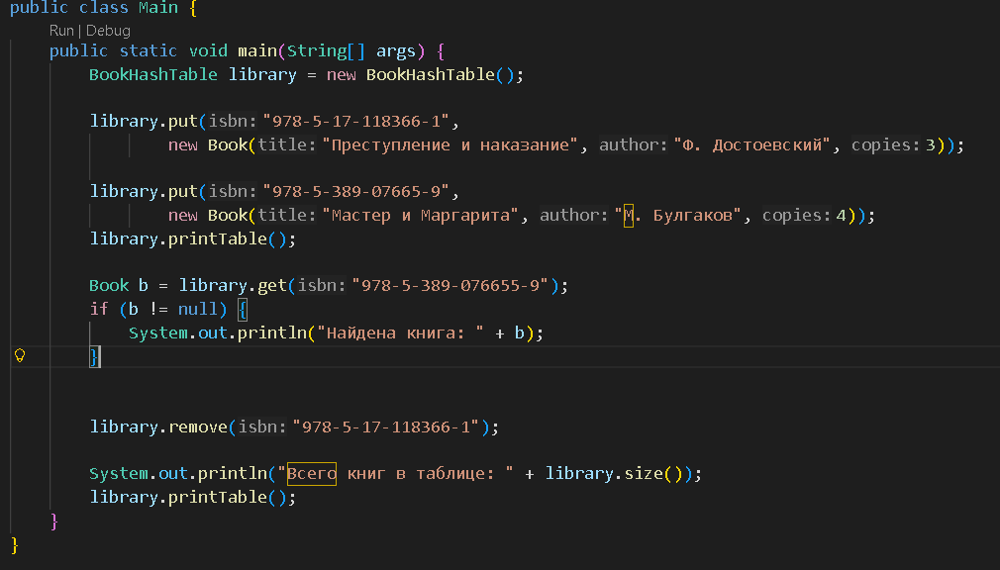 public class Main {
Run | Debug
public static void main(String[] args) {
BookHashTable library = new BookHashTable();
library.put(isbn: "978-5-17-118366-1",
new Book(title: "Преступление и наказание", author: "Ф. Достоевский", copies: 3));
library.put(isbn: "978-5-389-07665-9",
new Book(title: "Мастер и Маргарита", author: "М. Булгаков", copies: 4));
library.printTable();
Book b = library.get(isbn: "978-5-389-076655-9");
if (b != null) {
System.out.println("Найдена книга: " + b);
}
library.remove(isbn: "978-5-17-118366-1");
System.out.println("Всего книг в таблице: " + library.size());
library.printTable();
}
}